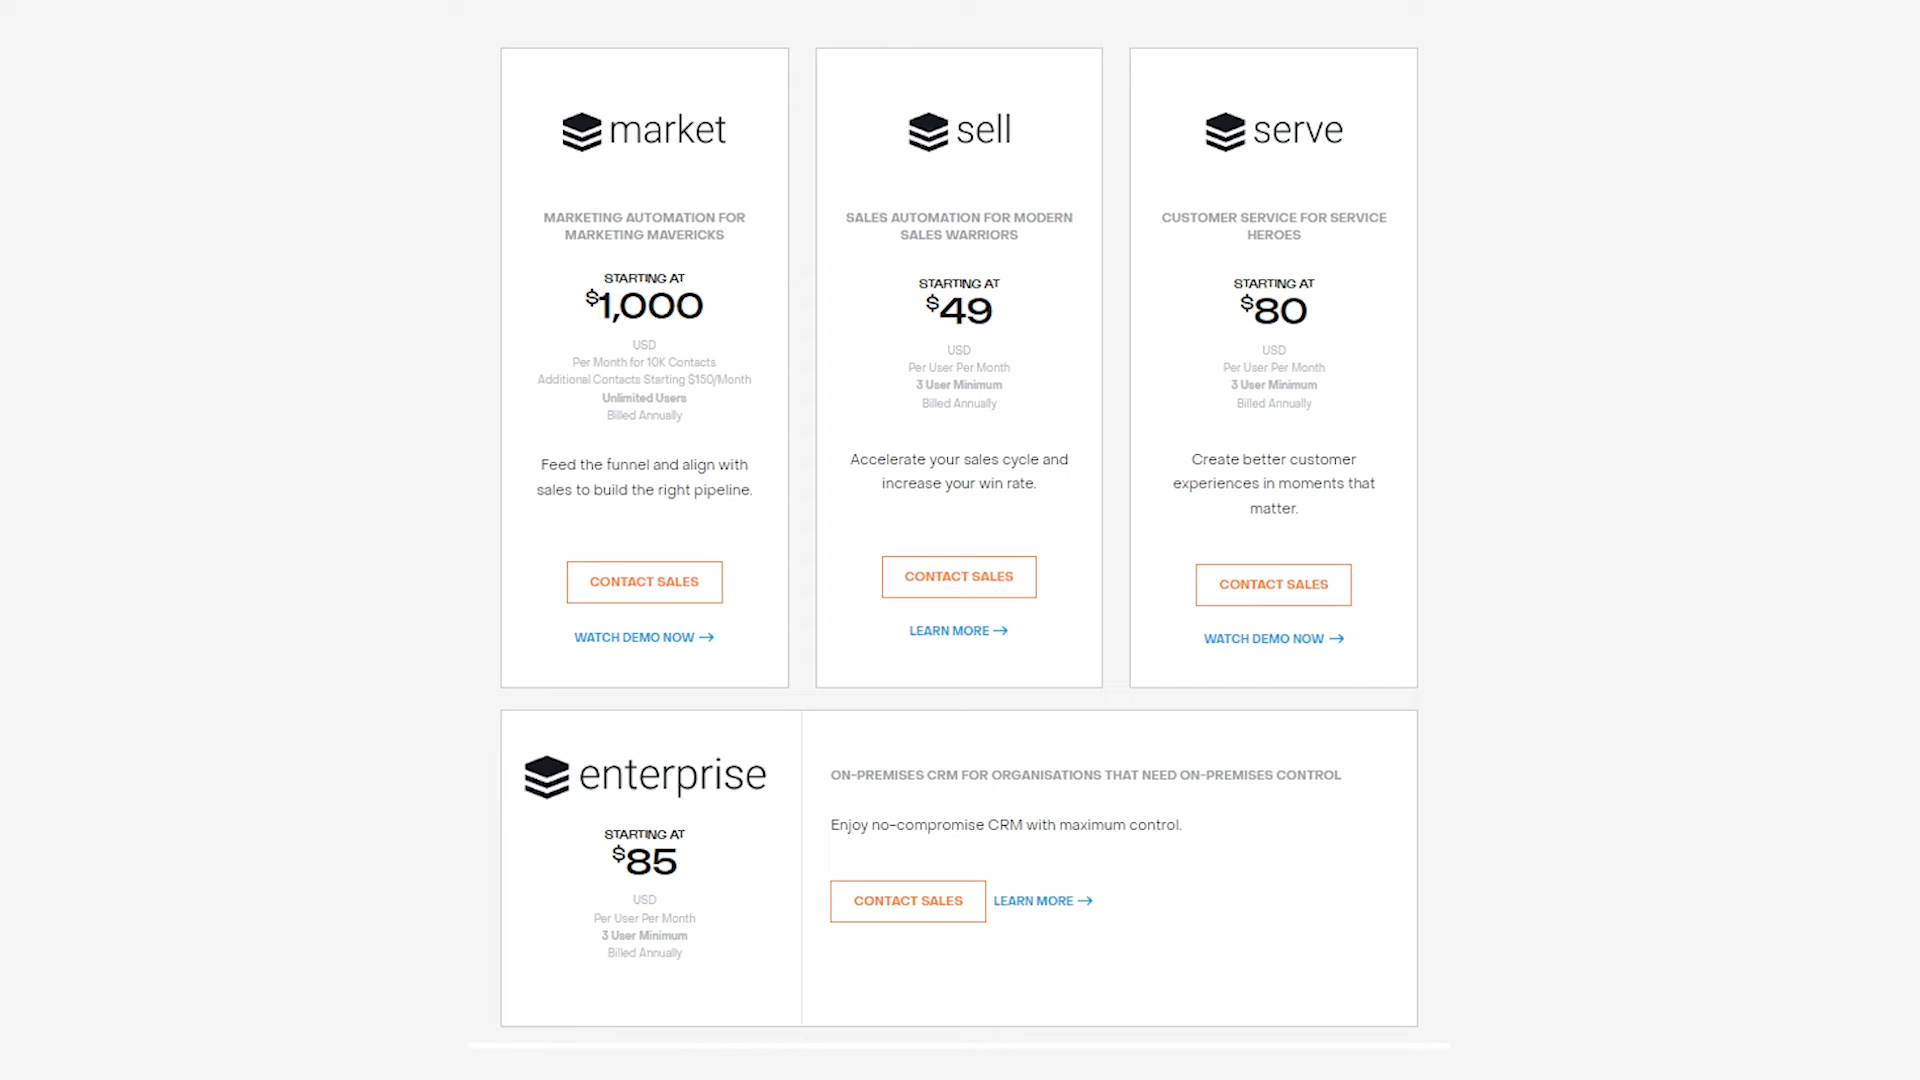 market
MARKETING AUTOMATION FOR
MARKETING MAVERICKS
STARTING AT
$1,000
USD
Per Month for 10K Contacts
Additional Contacts Starting $150/Month
Unlimited Users
Billed Annually
Feed the funnel and align with
sales to build the right pipeline.
CONTACT SALES
WATCH DEMO NOW →
sell
SALES AUTOMATION FOR MODERN
SALES WARRIORS
STARTING AT
$49
USD
Per User Per Month
3 User Minimum
Billed Annually
Accelerate your sales cycle and
increase your win rate.
CONTACT SALES
LEARN MORE →
serve
CUSTOMER SERVICE FOR SERVICE
HEROES
STARTING AT
$80
USD
Per User Per Month
3 User Minimum
Billed Annually
Create better customer
experiences in moments that
matter.
CONTACT SALES
WATCH DEMO NOW →
enterprise
STARTING AT
$85
USD
Per User Per Month
3 User Minimum
Billed Annually
ON-PREMISES CRM FOR ORGANISATIONS THAT NEED ON-PREMISES CONTROL
Enjoy no-compromise CRM with maximum control.
CONTACT SALES
LEARN MORE →